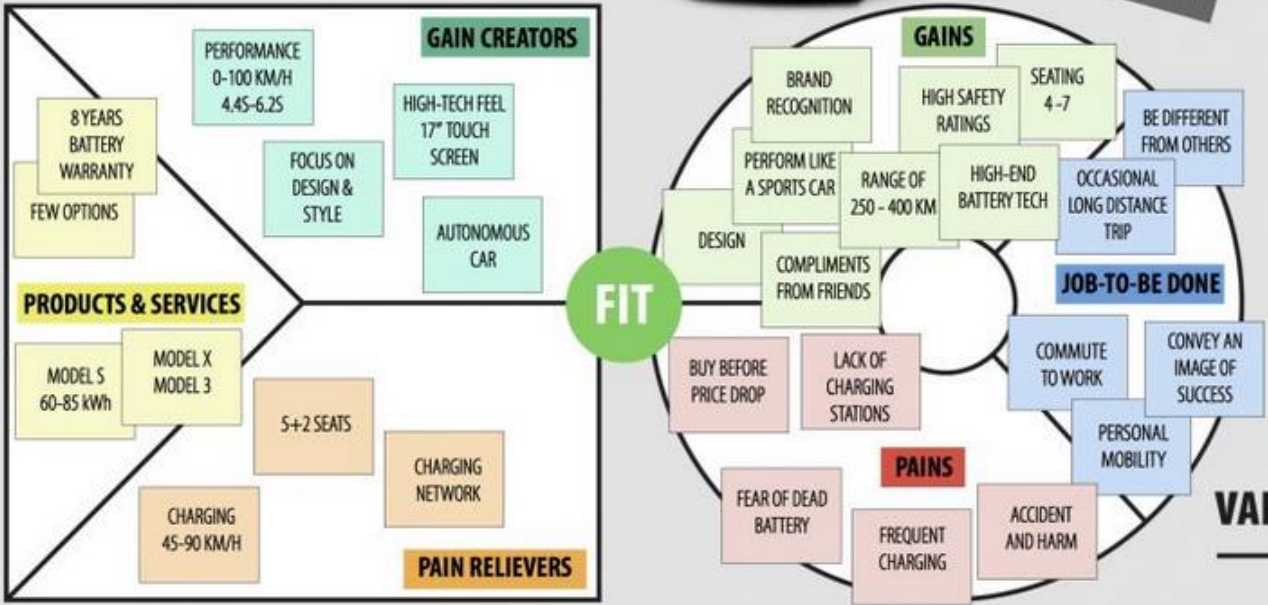 GAIN CREATORS
PERFORMANCE
0-100 KM/H
4.4S-6.2S
HIGH-TECH FEEL
17" TOUCH
SCREEN
FOCUS ON
DESIGN &
STYLE
AUTONOMOUS
CAR
8 YEARS
BATTERY
WARRANTY
FEW OPTIONS
PRODUCTS & SERVICES
MODEL S
60-85 kWh
MODEL X
MODEL 3
5+2 SEATS
CHARGING
NETWORK
CHARGING
45-90 KM/H
PAIN RELIEVERS
FIT
GAINS
BRAND
RECOGNITION
HIGH SAFETY
RATINGS
SEATING
4 -7
PERFORM LIKE
A SPORTS CAR
RANGE OF
250 - 400 KM
HIGH-END
BATTERY TECH
DESIGN
COMPLIMENTS
FROM FRIENDS
BE DIFFERENT
FROM OTHERS
OCCASIONAL
LONG DISTANCE
TRIP
JOB-TO-BE DONE
COMMUTE
TO WORK
CONVEY AN
IMAGE OF
SUCCESS
PERSONAL
MOBILITY
BUY BEFORE
PRICE DROP
LACK OF
CHARGING
STATIONS
PAINS
FEAR OF DEAD
BATTERY
FREQUENT
CHARGING
ACCIDENT
AND HARM